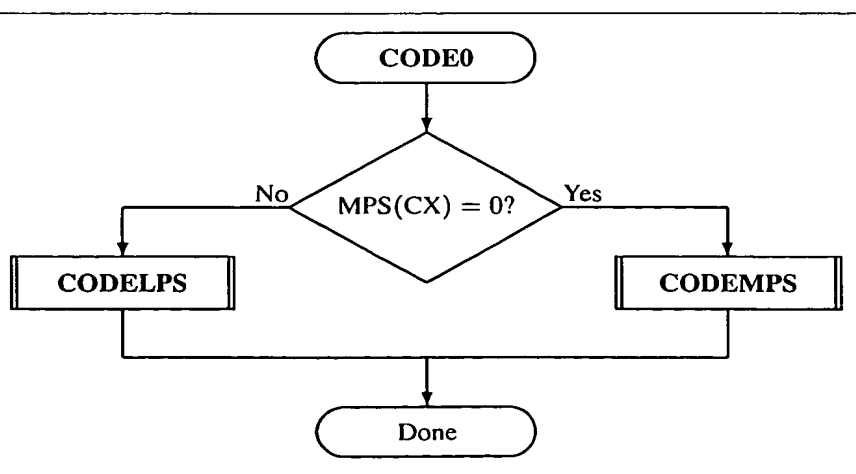 CODE0
No
MPS(CX) = 0?
Yes
CODELPS
CODEMPS
Done